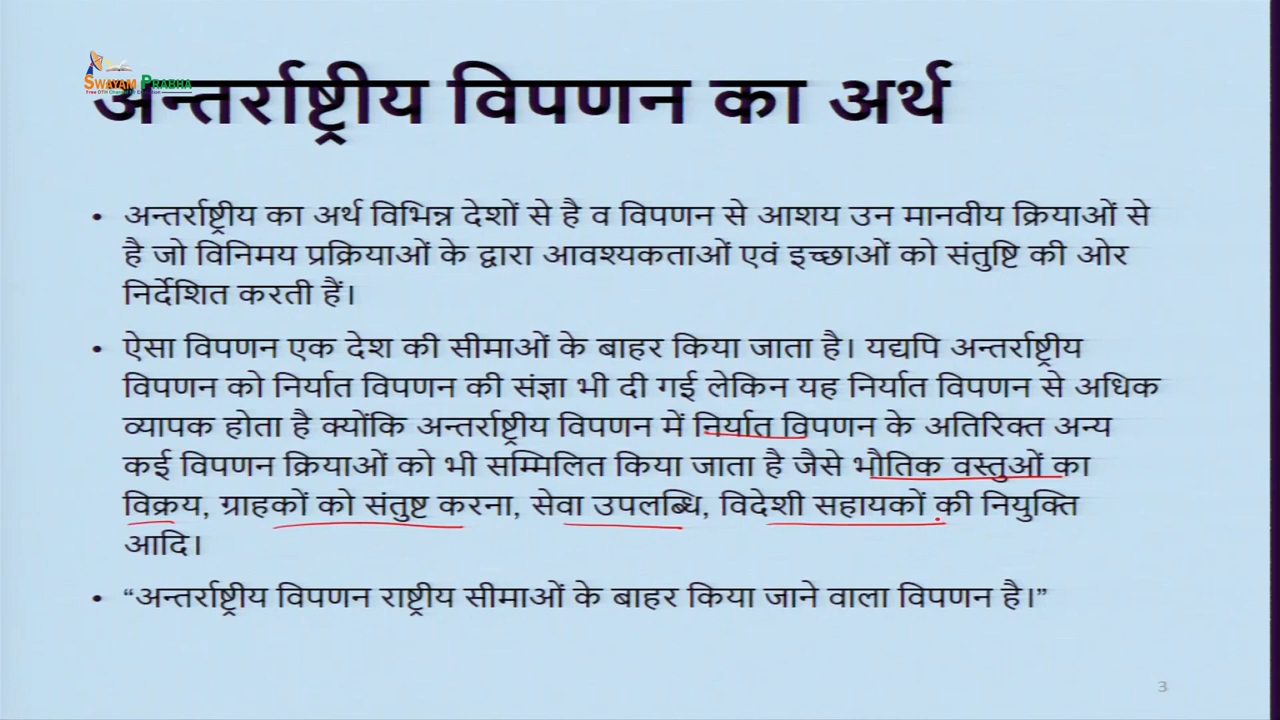 SWAYAM PRABHA
अन्तर्राष्ट्रीय विपणन का अर्थ
• अन्तर्राष्ट्रीय का अर्थ विभिन्न देशों से है व विपणन से आशय उन मानवीय क्रियाओं से
है जो विनिमय प्रक्रियाओं के द्वारा आवश्यकताओं एवं इच्छाओं को संतुष्टि की ओर
निर्देशित करती हैं।
• ऐसा विपणन एक देश की सीमाओं के बाहर किया जाता है। यद्यपि अन्तर्राष्ट्रीय
विपणन को निर्यात विपणन की संज्ञा भी दी गई लेकिन यह निर्यात विपणन से अधिक
व्यापक होता है क्योंकि अन्तर्राष्ट्रीय विपणन में निर्यात विपणन के अतिरिक्त अन्य
कई विपणन क्रियाओं को भी सम्मिलित किया जाता है जैसे भौतिक वस्तुओं का
विक्रय, ग्राहकों को संतुष्ट करना, सेवा उपलब्धि, विदेशी सहायकों की नियुक्ति
आदि।
• “अन्तर्राष्ट्रीय विपणन राष्ट्रीय सीमाओं के बाहर किया जाने वाला विपणन है।”
3